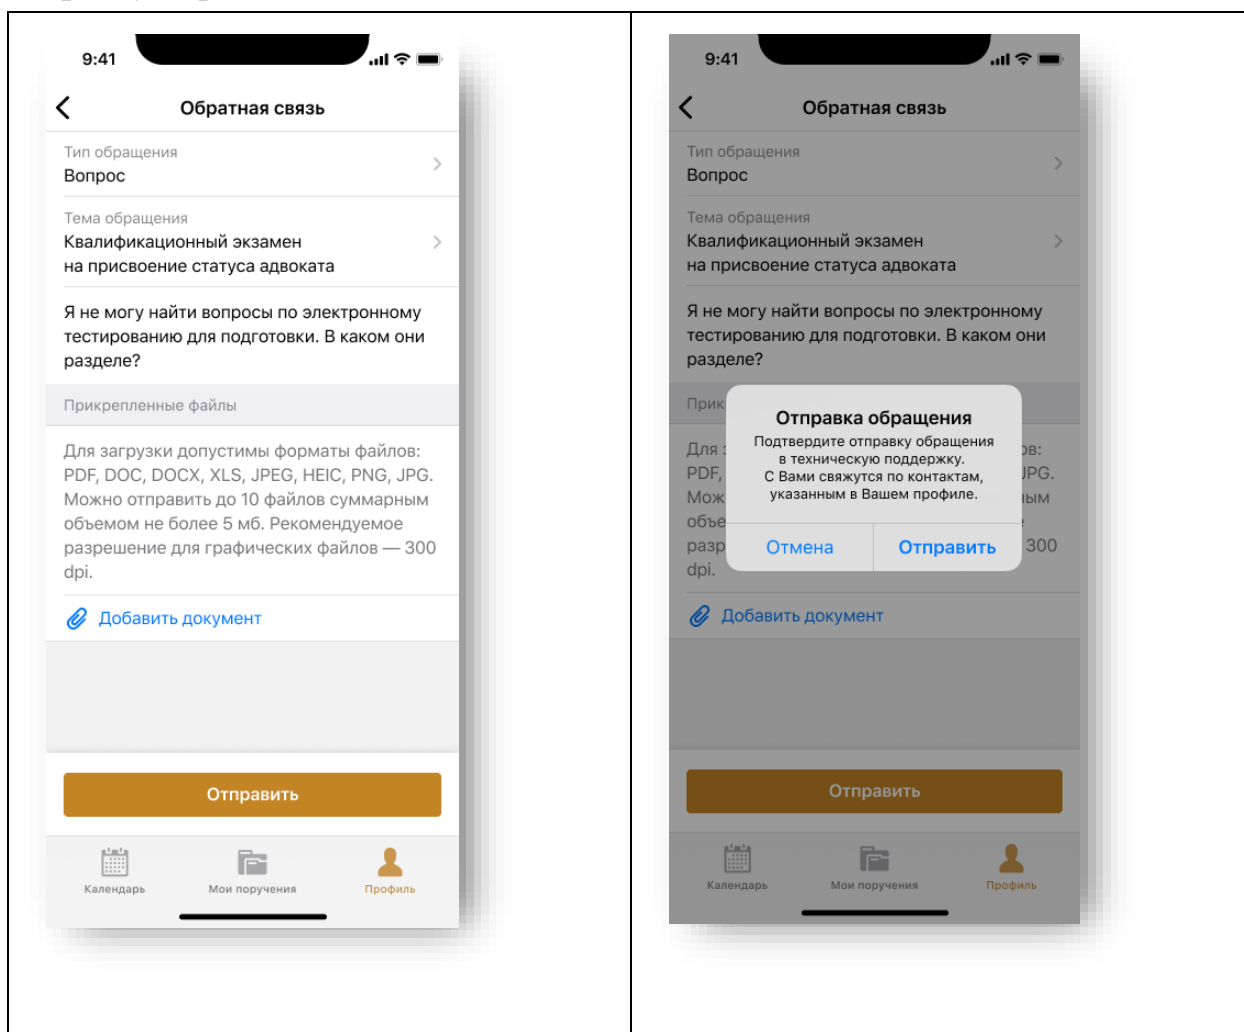 9:41
Обратная связь
Тип обращения
Вопрос
Тема обращения
Квалификационный экзамен
на присвоение статуса адвоката
Я не могу найти вопросы по электронному
тестированию для подготовки. В каком они
разделе?
Прикрепленные файлы
Для загрузки допустимы форматы файлов:
PDF, DOC, DOCX, XLS, JPEG, HEIC, PNG, JPG.
Можно отправить до 10 файлов суммарным
объемом не более 5 мб. Рекомендуемое
разрешение для графических файлов — 300
dpi.
Добавить документ
Отправить
Календарь
Мои поручения
Профиль
9:41
Обратная связь
Тип обращения
Вопрос
Тема обращения
Квалификационный экзамен
на присвоение статуса адвоката
Я не могу найти вопросы по электронному
тестированию для подготовки. В каком они
разделе?
Отправка обращения
Подтвердите отправку обращения
в техническую поддержку.
С Вами свяжутся по контактам,
указанным в Вашем профиле.
Отмена
Отправить
PDF, JPG.
300
dpi.
Добавить документ
Отправить
Календарь
Мои поручения
Профиль